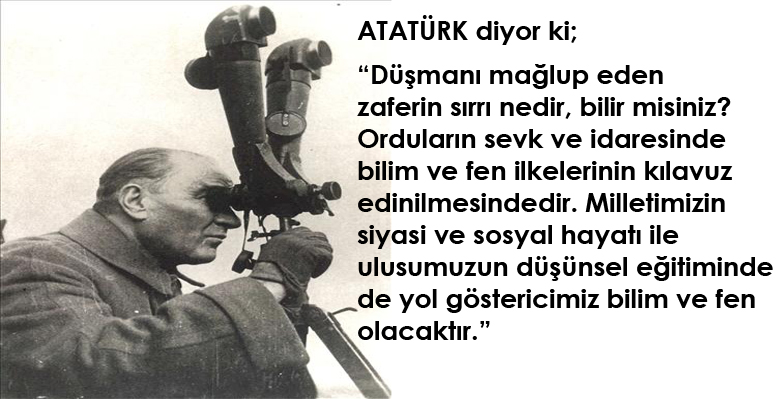 ATATÜRK diyor ki;
“Düşmanı mağlup eden
zaferin sırrı nedir, bilir misiniz?
Orduların sevk ve idaresinde
bilim ve fen ilkelerinin kılavuz
edinilmesindedir. Milletimizin
siyasi ve sosyal hayatı ile
ulusumuzun düşünsel eğitiminde
de yol göstericimiz bilim ve fen
olacaktır.”